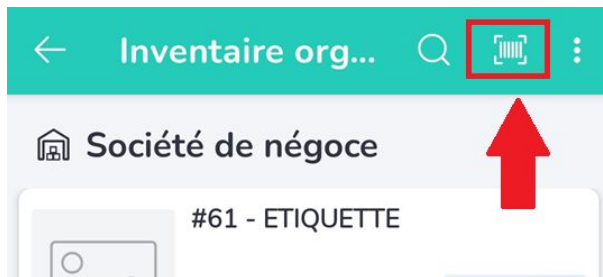 Inventaire org...
Société de négoce
#61 - ETIQUETTE